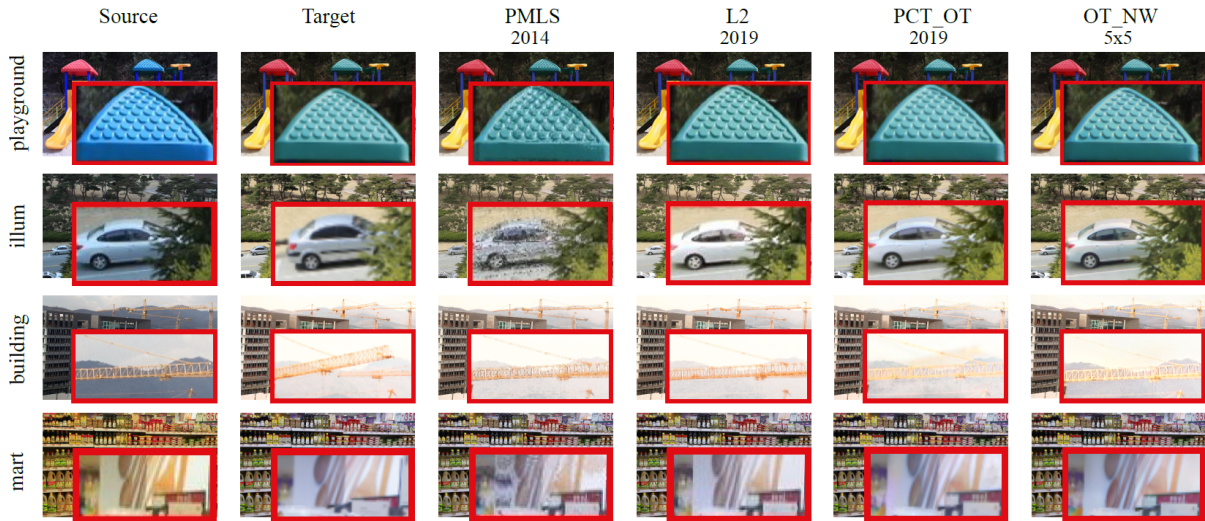 Source Target PMLS L2 PCT_OT OT_NW
2014 2019 2019 5x5
playground
illum
building
mart